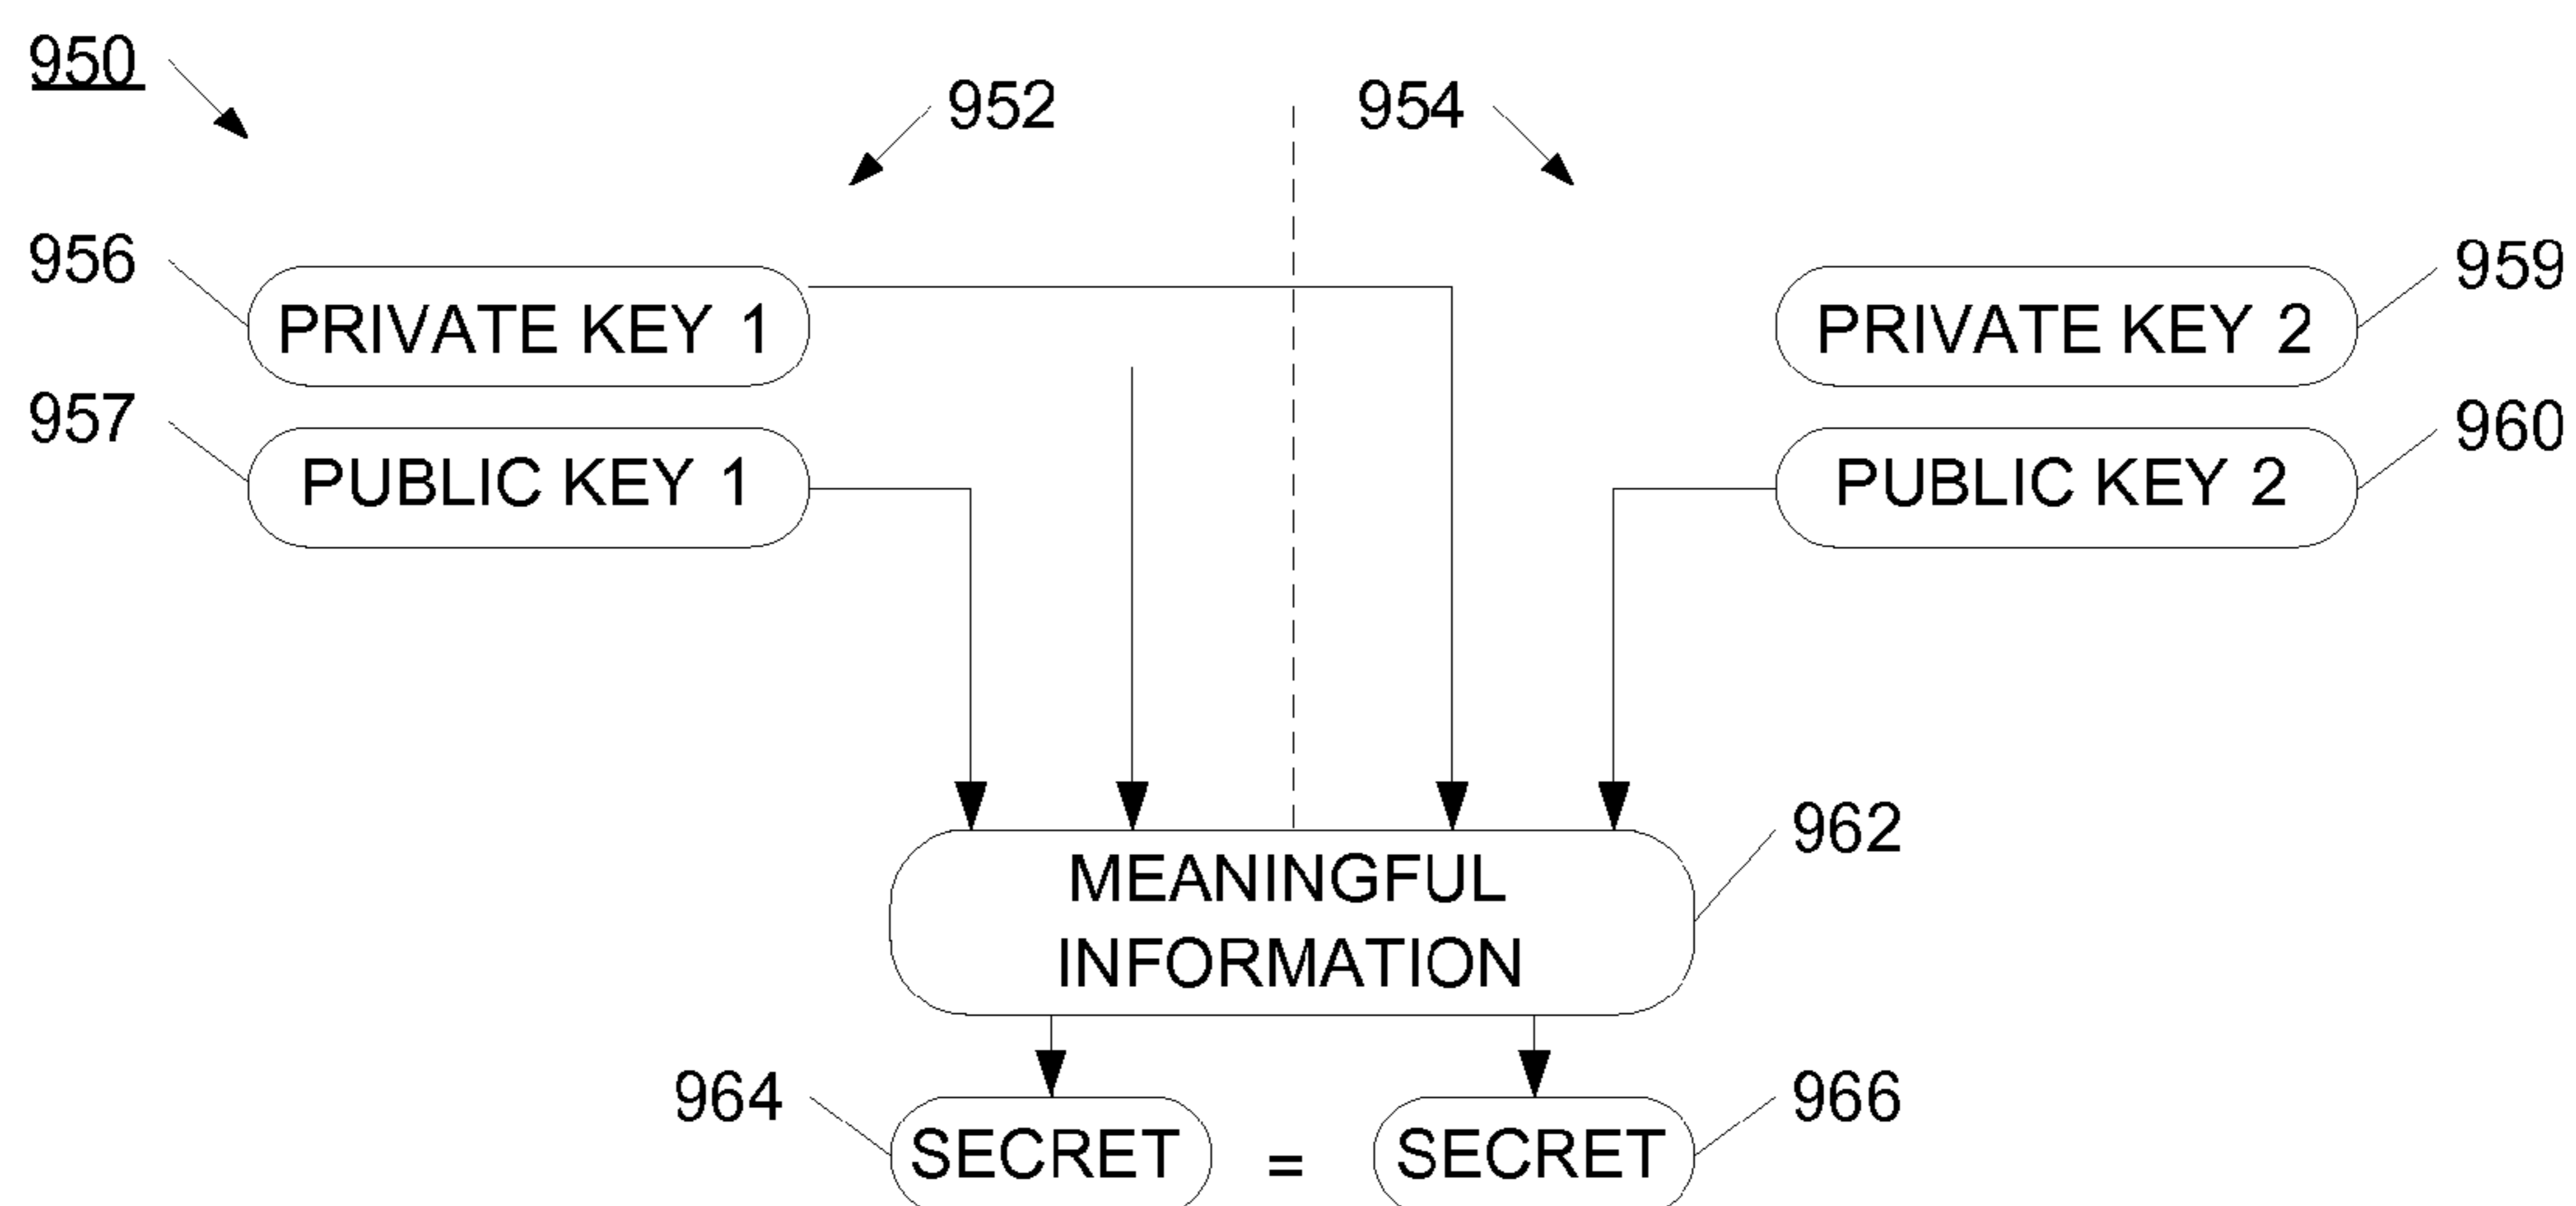 950
952
954
956
PRIVATE KEY 1
PRIVATE KEY 2
959
957
PUBLIC KEY 1
PUBLIC KEY 2
960
MEANINGFUL
INFORMATION
962
964
SECRET
=
SECRET
966